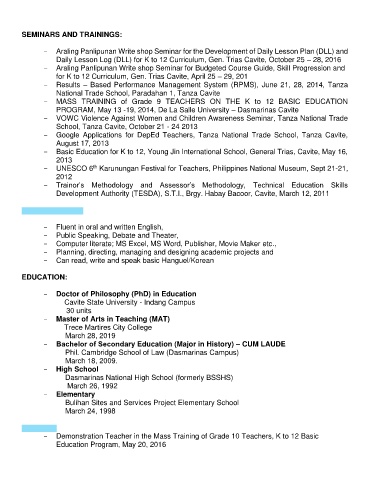 SEMINARS AND TRAININGS:
- Araling Panlipunan Write shop Seminar for the Development of Daily Lesson Plan (DLL) and
Daily Lesson Log (DLL) for K to 12 Curriculum, Gen. Trias Cavite, October 25 – 28, 2016
- Araling Panlipunan Write shop Seminar for Budgeted Course Guide, Skill Progression and
for K to 12 Curriculum, Gen. Trias Cavite, April 25 – 29, 201
- Results – Based Performance Management System (RPMS), June 21, 28, 2014, Tanza
National Trade School, Paradahan 1, Tanza Cavite
- MASS TRAINING of Grade 9 TEACHERS ON THE K to 12 BASIC EDUCATION
PROGRAM, May 13 -19, 2014, De La Salle University – Dasmarinas Cavite
- VOWC Violence Against Women and Children Awareness Seminar, Tanza National Trade
School, Tanza Cavite, October 21 - 24 2013
- Google Applications for DepEd Teachers, Tanza National Trade School, Tanza Cavite,
August 17, 2013
- Basic Education for K to 12, Young Jin International School, General Trias, Cavite, May 16,
2013
- UNESCO 6th Karunungan Festival for Teachers, Philippines National Museum, Sept 21-21,
2012
- Trainor's Methodology and Assessor's Methodology, Technical Education Skills
Development Authority (TESDA), S.T.I., Brgy. Habay Bacoor, Cavite, March 12, 2011
- Fluent in oral and written English,
- Public Speaking, Debate and Theater,
- Computer literate; MS Excel, MS Word, Publisher, Movie Maker etc.,
- Planning, directing, managing and designing academic projects and
- Can read, write and speak basic Hanguel/Korean
EDUCATION:
- Doctor of Philosophy (PhD) in Education
Cavite State University - Indang Campus
30 units
- Master of Arts in Teaching (MAT)
Trece Martires City College
March 28, 2019
- Bachelor of Secondary Education (Major in History) – CUM LAUDE
Phil. Cambridge School of Law (Dasmarinas Campus)
March 18, 2009.
- High School
Dasmarinas National High School (formerly BSSHS)
March 26, 1992
- Elementary
Bulihan Sites and Services Project Elementary School
March 24, 1998
- Demonstration Teacher in the Mass Training of Grade 10 Teachers, K to 12 Basic
Education Program, May 20, 2016